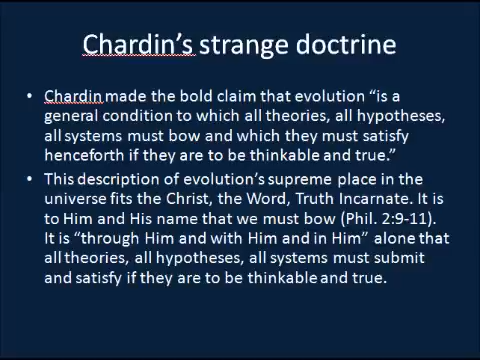 Chardin's strange doctrine
• Chardin made the bold claim that evolution “is a
general condition to which all theories, all hypotheses,
all systems must bow and which they must satisfy
henceforth if they are to be thinkable and true.”
• This description of evolution's supreme place in the
universe fits the Christ, the Word, Truth Incarnate. It is
to Him and His name that we must bow (Phil. 2:9-11).
It is “through Him and with Him and in Him” alone that
all theories, all hypotheses, all systems must submit
and satisfy if they are to be thinkable and true.